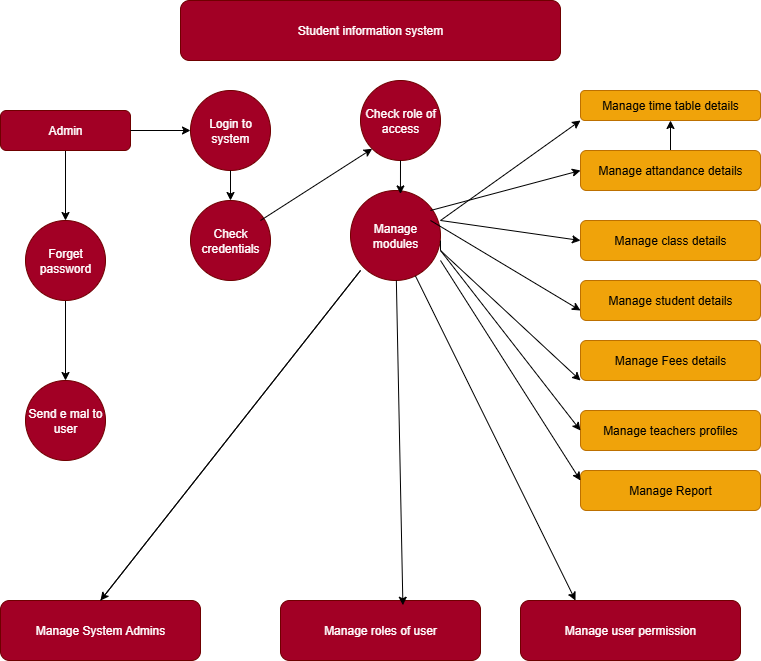 Student information system
Admin
Login to
system
Check role of
access
Manage time table details
Manage attandance details
Forget
password
Check
credentials
Manage
modules
Manage class details
Manage student details
Manage Fees details
Send e mal to
user
Manage teachers profiles
Manage Report
Manage System Admins
Manage roles of user
Manage user permission